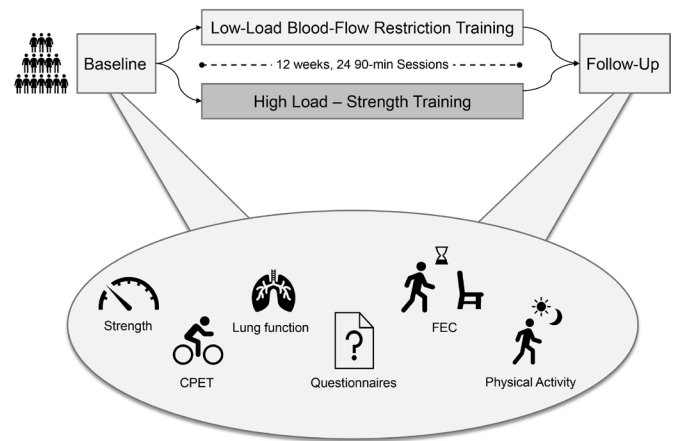 Low-Load Blood-Flow Restriction Training
Baseline
12 weeks, 24 90-min Sessions
Follow-Up
High Load – Strength Training
Strength
Lung function
FEC
CPET
?
Questionnaires
Physical Activity